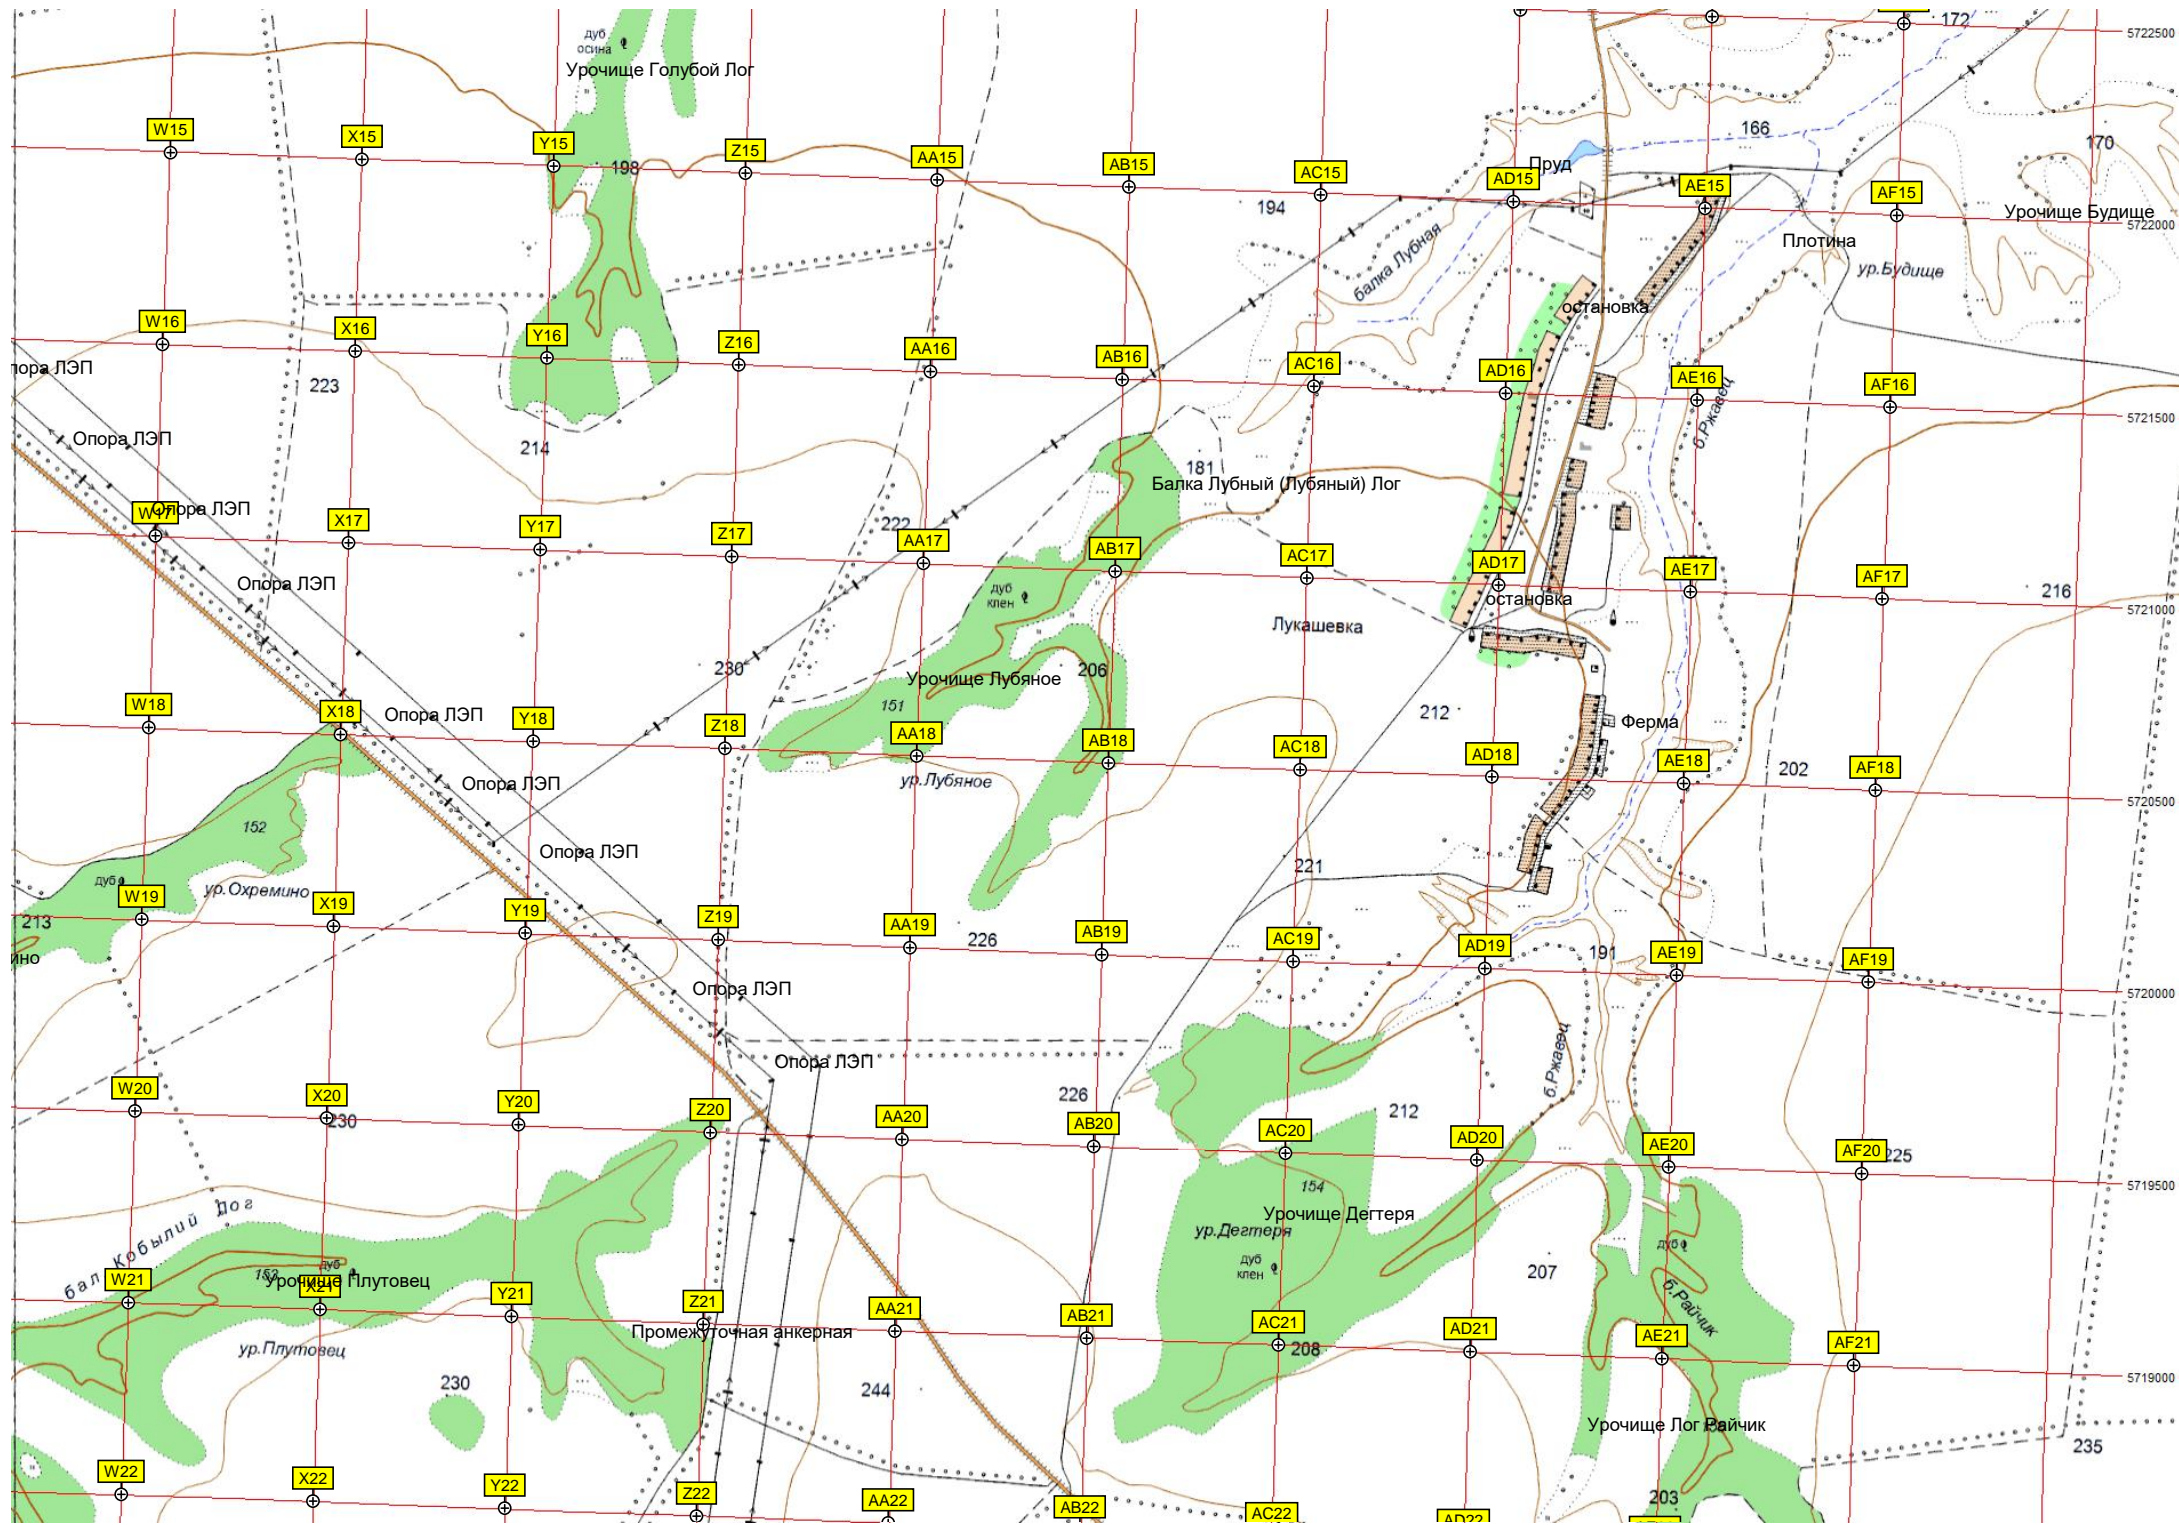 172
5722500
дуб
осина
Урочище Голубой Лог
W15
X15
Y15
198
Z15
AA15
AB15
AC15
AD15
Пруд
AE15
166
170
AF15
194
Урочище Будище
5722000
балка Лубная
Плотина
ур.Будище
остановка
W16
X16
Y16
Z16
AA16
AB16
AC16
AD16
AE16
AF16
пора ЛЭП
223
5721500
б.Ржавец
Опора ЛЭП
214
181
Балка Лубный (Лубяный) Лог
W17
Опора ЛЭП
X17
Y17
Z17
222
AA17
AB17
AC17
AD17
AE17
AF17
Опора ЛЭП
дуб
клен
остановка
216
5721000
Лукашевка
230
Урочище Лубяное
206
151
212
Ферма
W18
X18
Опора ЛЭП
Y18
Z18
AA18
AB18
AC18
AD18
AE18
202
AF18
Опора ЛЭП
ур.Лубяное
5720500
152
Опора ЛЭП
221
дуб
ур.Охремино
W19
X19
Y19
Z19
AA19
226
AB19
AC19
AD19
191
AE19
AF19
213
ино
Опора ЛЭП
5720000
б.Ржавец
Опора ЛЭП
W20
X20
230
Y20
Z20
AA20
226
AB20
AC20
212
AD20
AE20
AF20
225
154
5719500
бал Кобылий Лог
Урочище Дегтеря
ур.Дегтеря
дуб
клен
дуб
207
W21
153
дуб
Урочище Плутовец
X21
Y21
Z21
AA21
AB21
AC21
AD21
б.Райчик
AE21
AF21
Промежуточная анкерная
208
ур.Плутовец
5719000
230
244
Урочище Лог Райчик
235
W22
X22
Y22
Z22
AA22
AB22
AC22
AD22
203